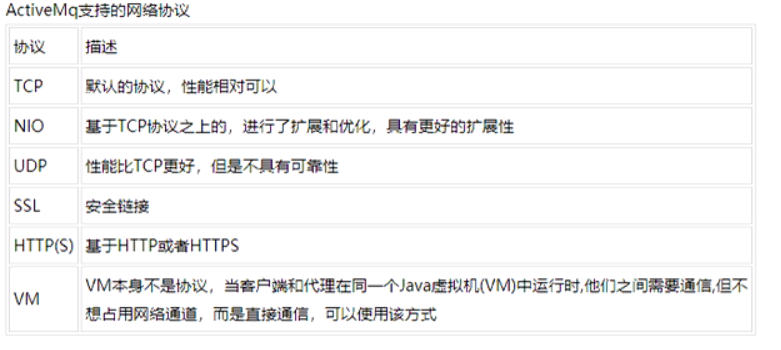 ActiveMq支持的网络协议
协议 描述
TCP 默认的协议，性能相对可以
NIO 基于TCP协议之上的，进行了扩展和优化，具有更好的扩展性
UDP 性能比TCP更好，但是不具有可靠性
SSL 安全链接
HTTP(S) 基于HTTP或者HTTPS
VM VM本身不是协议，当客户端和代理在同一个Java虚拟机(VM)中运行时,他们之间需要通信,但不
想占用网络通道，而是直接通信，可以使用该方式